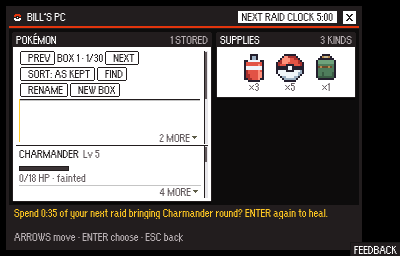 BILL'S PC
NEXT RAID CLOCK 5:00 X
POKÉMON 1 STORED
PREV BOX 1 · 1/30 NEXT
SORT: AS KEPT FIND
RENAME NEW BOX
2 MORE
CHARMANDER Lv 5
0/18 HP · fainted
4 MORE
SUPPLIES 3 KINDS
×3 ×5 ×1
Spend 0:35 of your next raid bringing Charmander round? ENTER again to heal.
ARROWS move · ENTER choose · ESC back
FEEDBACK